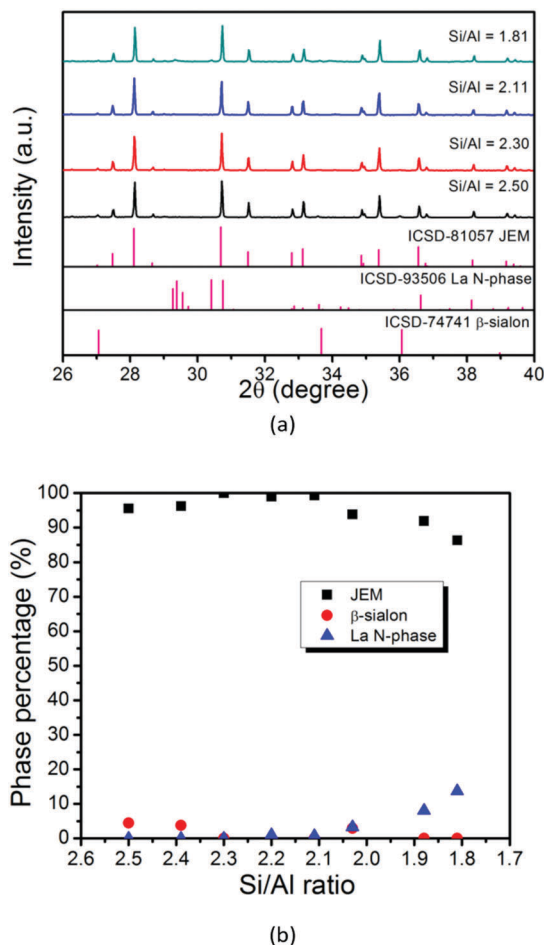 Si/Al = 1.81
Si/Al = 2.11
Si/Al = 2.30
Si/Al = 2.50
ICSD-81057 JEM
ICSD-93506 La N-phase
ICSD-74741 β-sialon
Intensity (a.u.)
26 28 30 32 34 36 38 40
2θ (degree)
(a)
100
90
80
70
60
50
40
30
20
10
0
Phase percentage (%)
JEM
β-sialon
La N-phase
2.6 2.5 2.4 2.3 2.2 2.1 2.0 1.9 1.8 1.7
Si/Al ratio
(b)